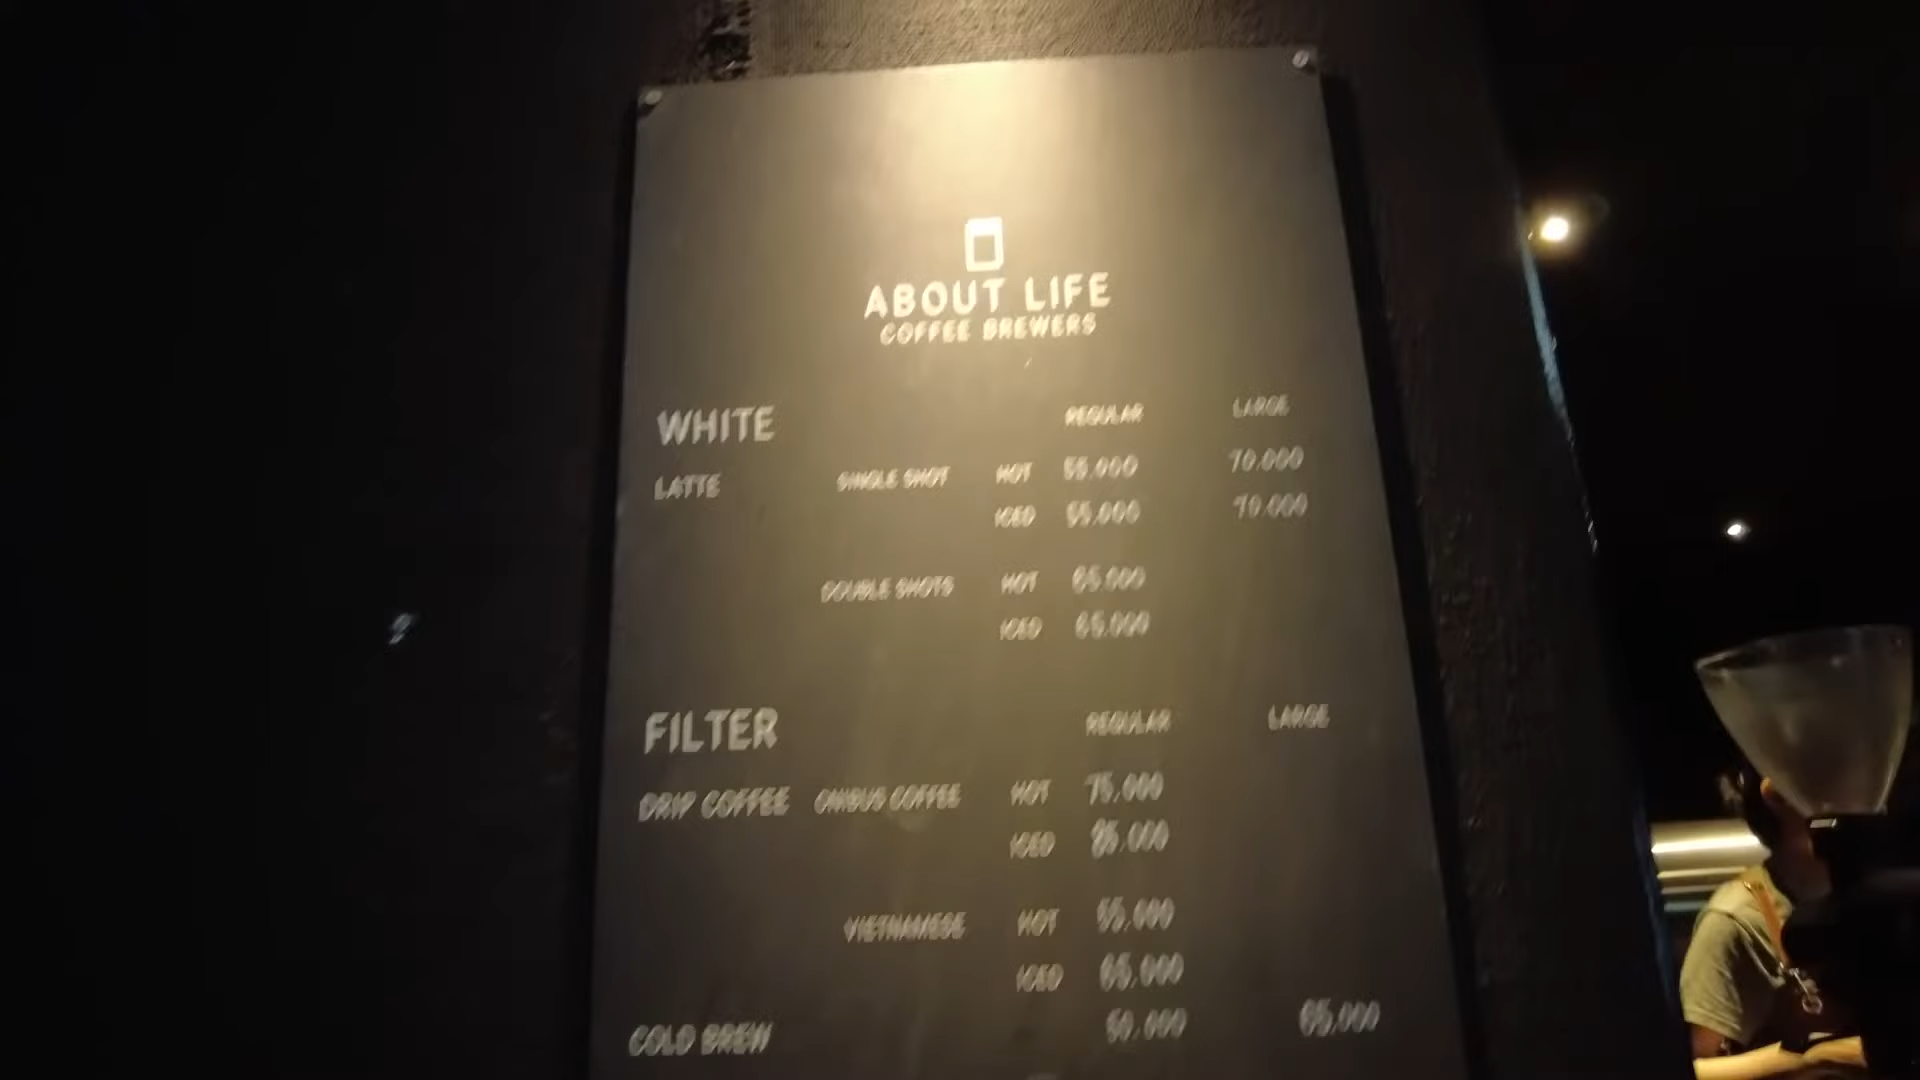 ABOUT LIFE
COFFEE BREWERS
WHITE REGULAR LARGE
LATTE SINGLE SHOT HOT 55.000 70.000
ICED 55.000 70.000
DOUBLE SHOTS HOT 65.000
ICED 65.000
FILTER REGULAR LARGE
DRIP COFFEE ONIBUS COFFEE HOT 75.000
ICED 85.000
VIETNAMESE HOT 55.000
ICED 65.000
COLD BREW 50.000 65.000